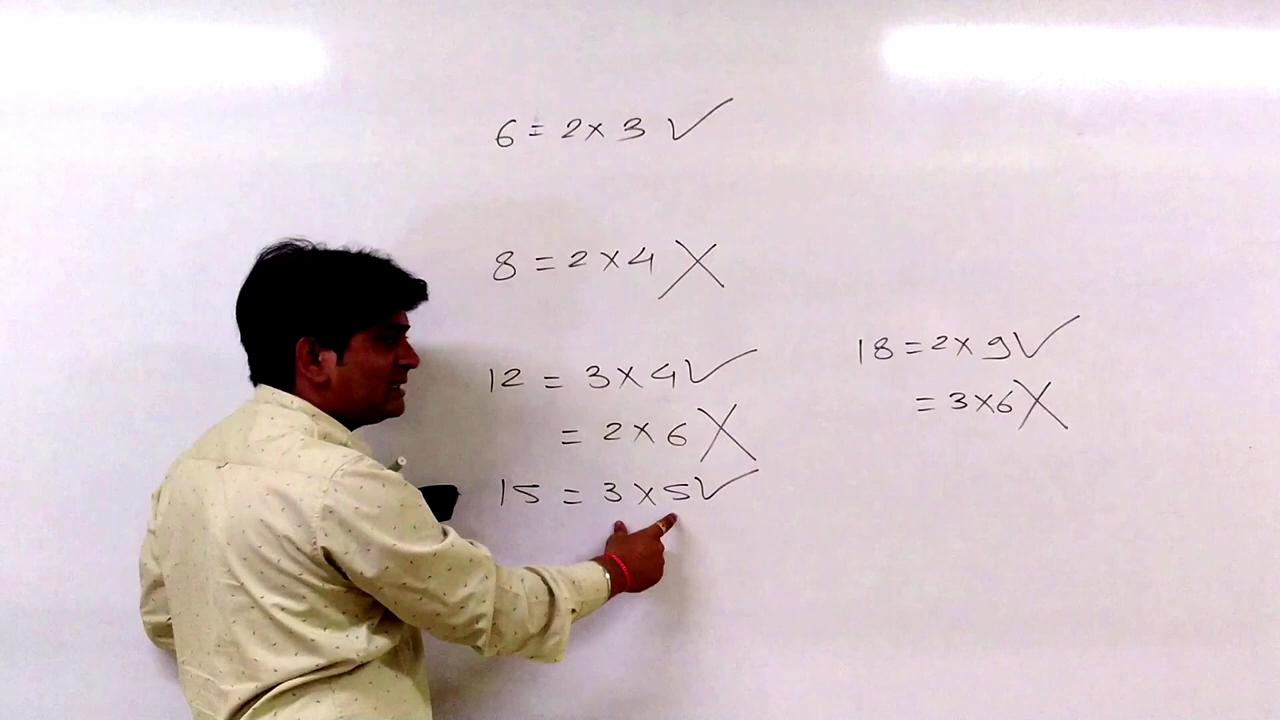 6 = 2 × 3 ✓
8 = 2 × 4 X
12 = 3 × 4 ✓
= 2 × 6 X
15 = 3 × 5 ✓
18 = 2 × 9 ✓
= 3 × 6 X